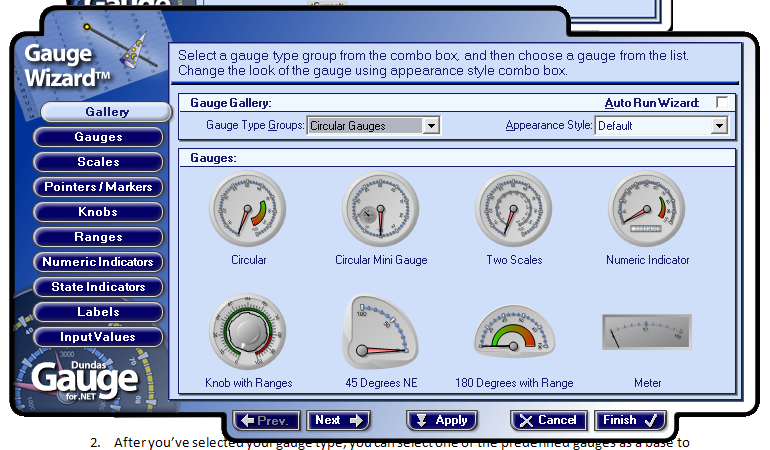 Gauge
Wizard™
Select a gauge type group from the combo box, and then choose a gauge from the list.
Change the look of the gauge using appearance style combo box.
Gallery
Gauges
Scales
Pointers / Markers
Knobs
Ranges
Numeric Indicators
State Indicators
Labels
Input Values
Dundas
Gauge
for .NET
Gauge Gallery: Auto Run Wizard:
Gauge Type Groups: Circular Gauges Appearance Style: Default
Gauges:
Circular Circular Mini Gauge Two Scales Numeric Indicator
Knob with Ranges 45 Degrees NE 180 Degrees with Range Meter
Prev. Next Apply Cancel Finish
2. After you've selected your gauge type, you can select one of the predefined gauges as a base to